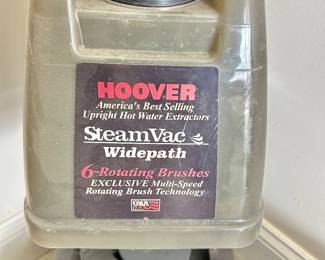 HOOVER
America's Best Selling
Upright Hot Water Extractors
SteamVac
Widepath
6-Rotating Brushes
EXCLUSIVE Multi-Speed
Rotating Brush Technology
USA